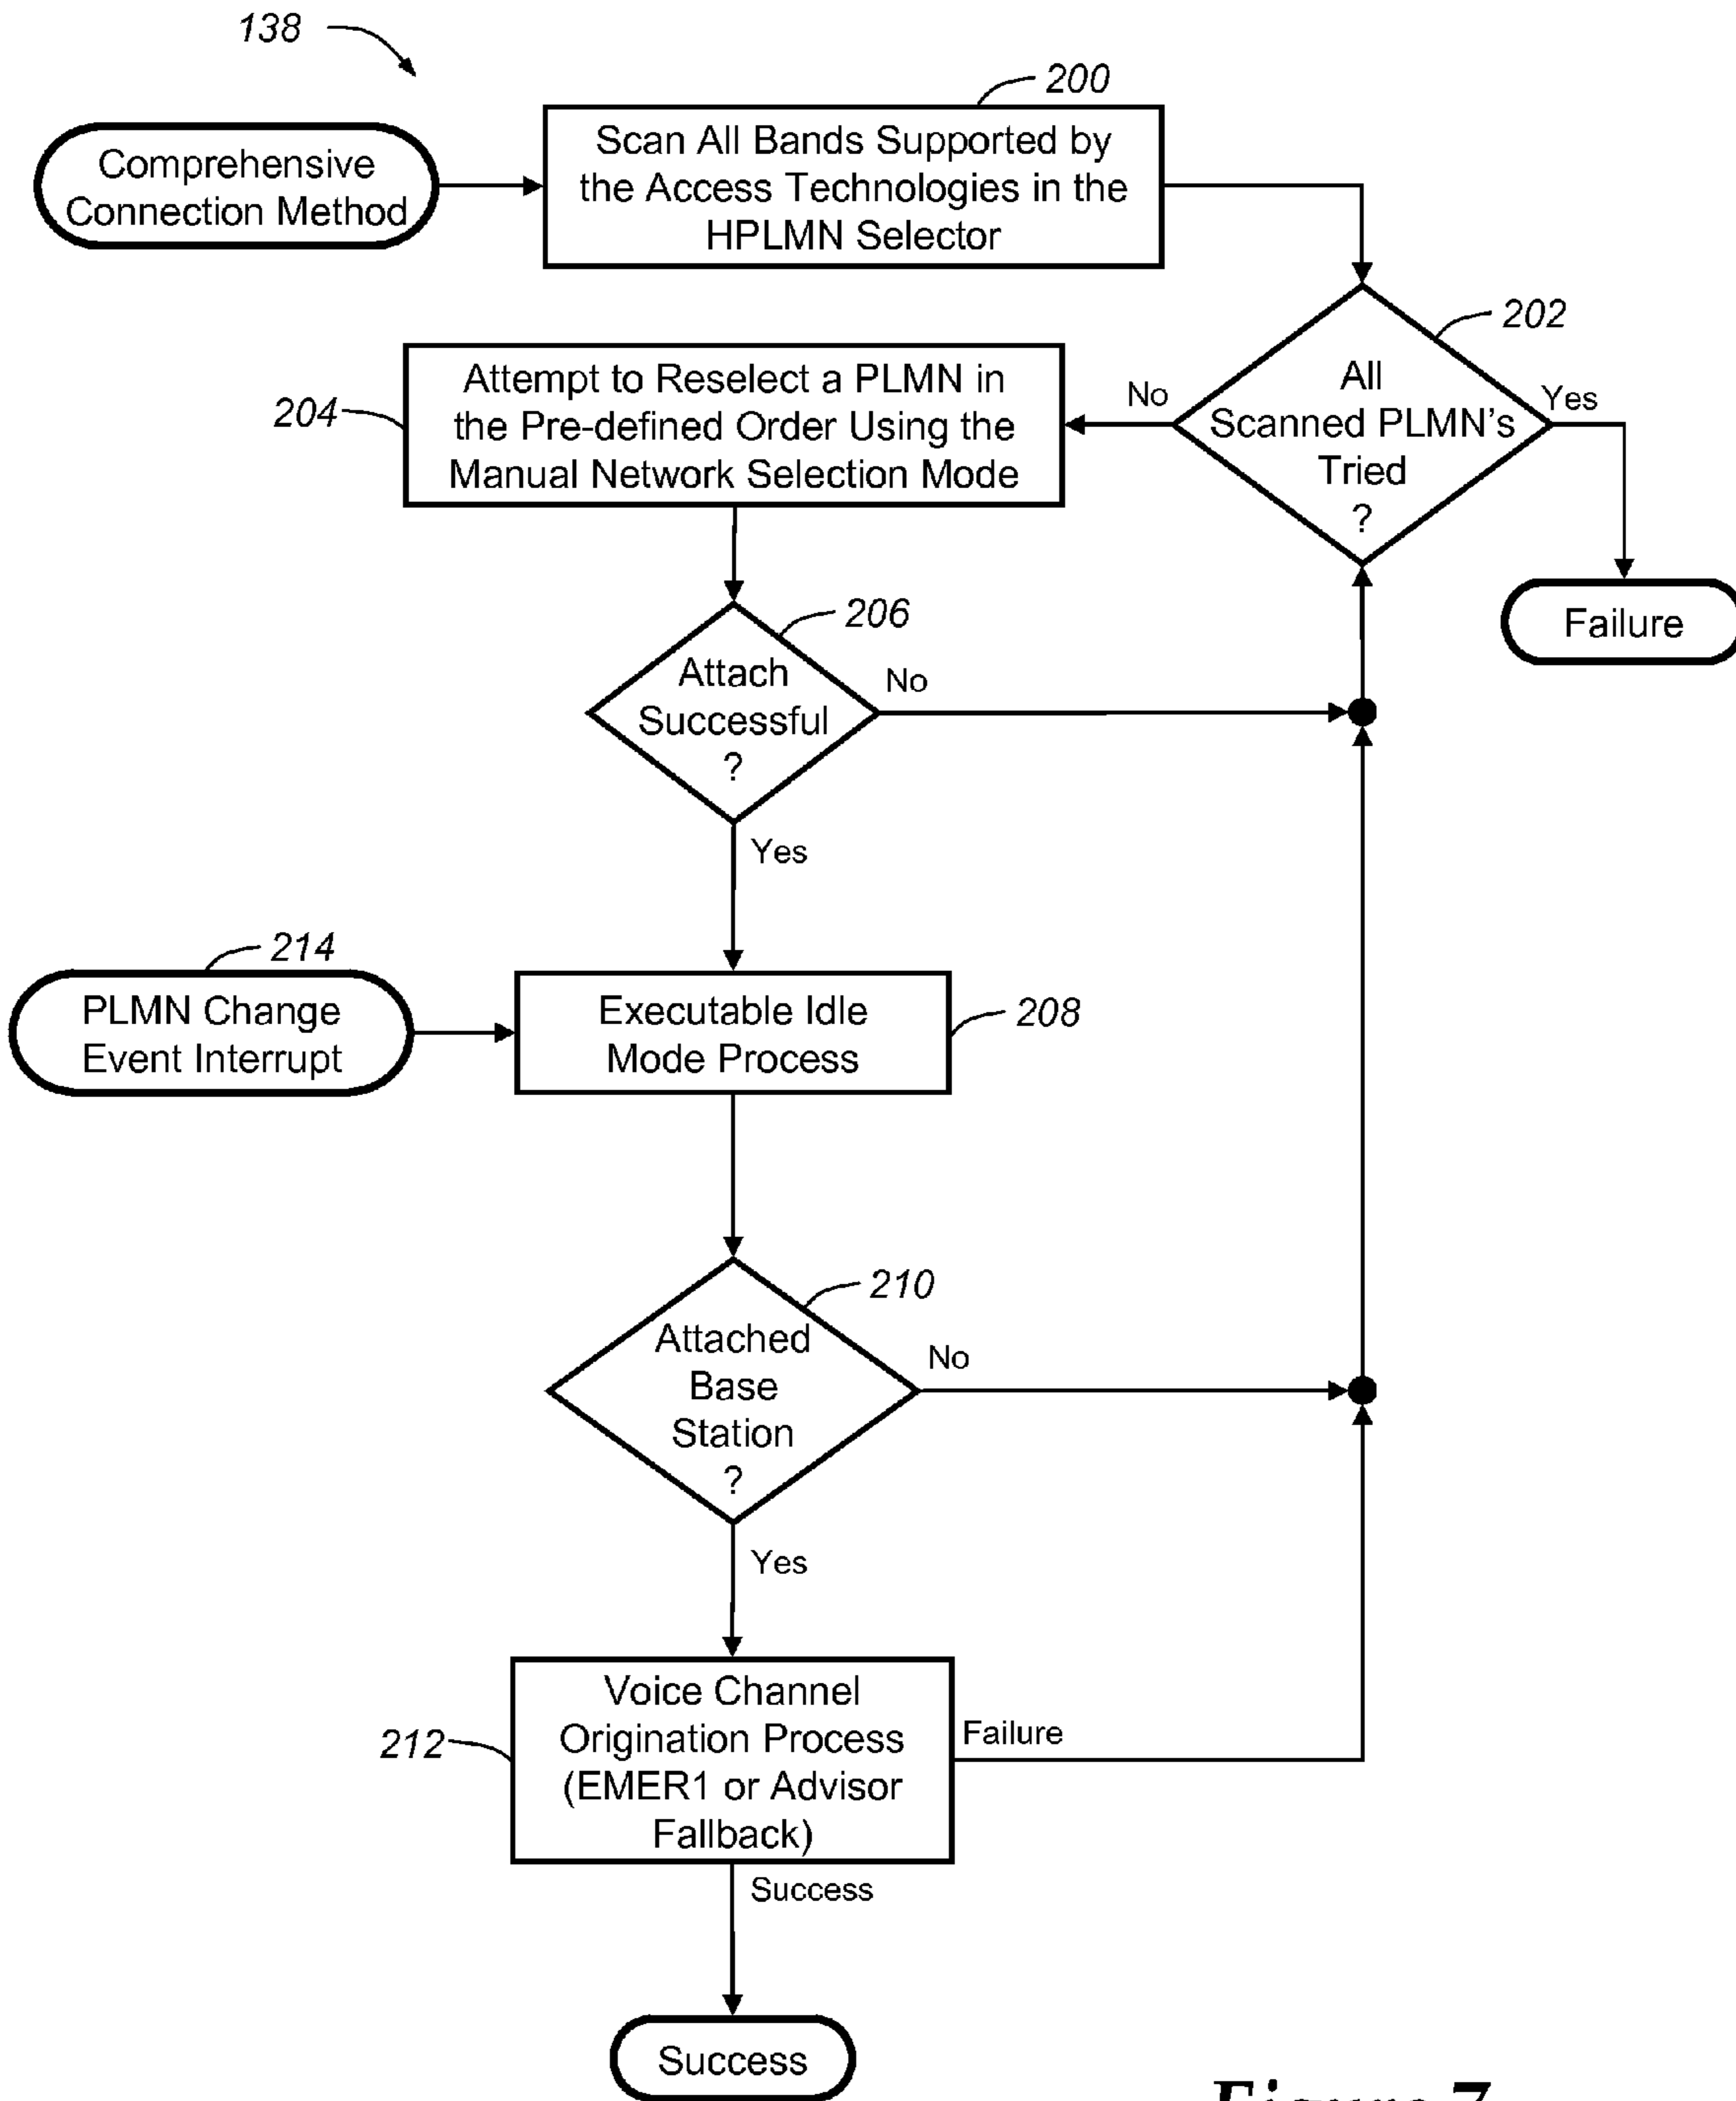 138
200
Comprehensive
Connection Method
Scan All Bands Supported by
the Access Technologies in the
HPLMN Selector
202
All
Scanned PLMN's
Tried
?
No
Yes
204
Attempt to Reselect a PLMN in
the Pre-defined Order Using the
Manual Network Selection Mode
Failure
206
Attach
Successful
?
No
Yes
214
PLMN Change
Event Interrupt
Executable Idle
Mode Process
208
210
Attached
Base
Station
?
No
Yes
212
Voice Channel
Origination Process
(EMER1 or Advisor
Fallback)
Failure
Success
Success
Figure 7